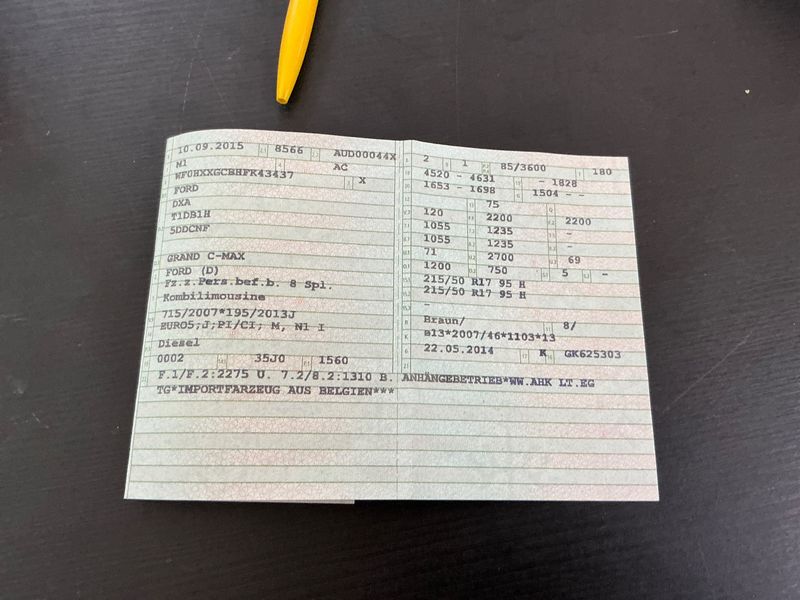 10.09.2015 8566 AUD00044X
M1 AC
WF0HXXGCBHFK43437 X
FORD
DXA
T1DB1H
5DDCNF
GRAND C-MAX
FORD (D)
Fz.z.Pers.bef.b. 8 Spl.
Kombilimousine
715/2007*195/2013J
EURO5;J;PI/CI; M, N1 I
Diesel
0002 35J0 1560
2 1 85/3600 180
4520 - 4631 - 1828
1653 - 1698 1504 - -
75
120 2200 2200
1055 1235 -
1055 1235 -
71 2700 69
1200 750 5 -
215/50 R17 95 H
215/50 R17 95 H
-
Braun/ 8/
e13*2007/46*1103*13
22.05.2014 K GK625303
F.1/F.2:2275 U. 7.2/8.2:1310 B. ANHÄNGEBETRIEB*WW.AHK LT.EG
TG*IMPORTFARZEUG AUS BELGIEN***